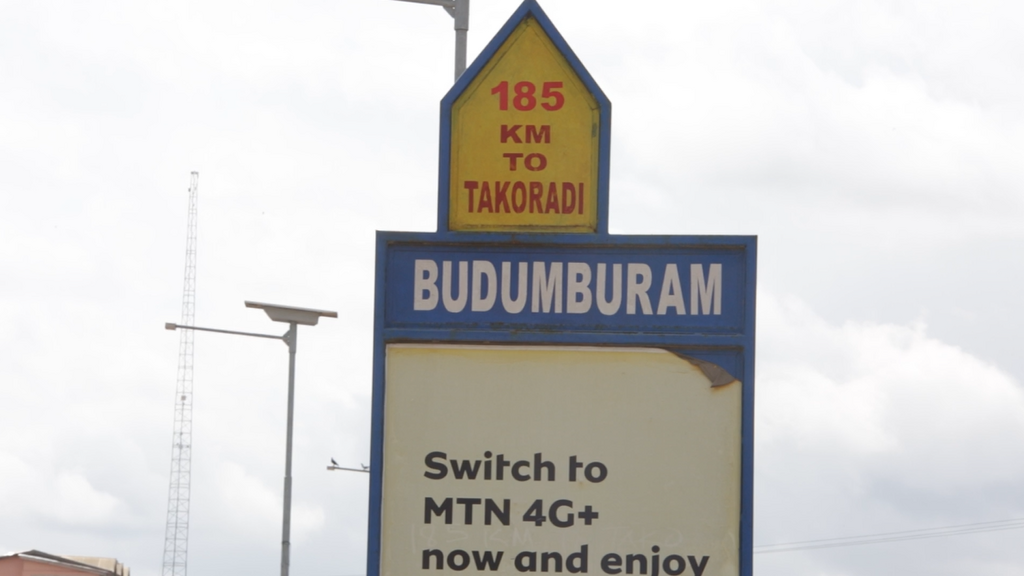 185
KM
TO
TAKORADI
BUDUMBURAM
Switch to
MTN 4G+
now and enjoy